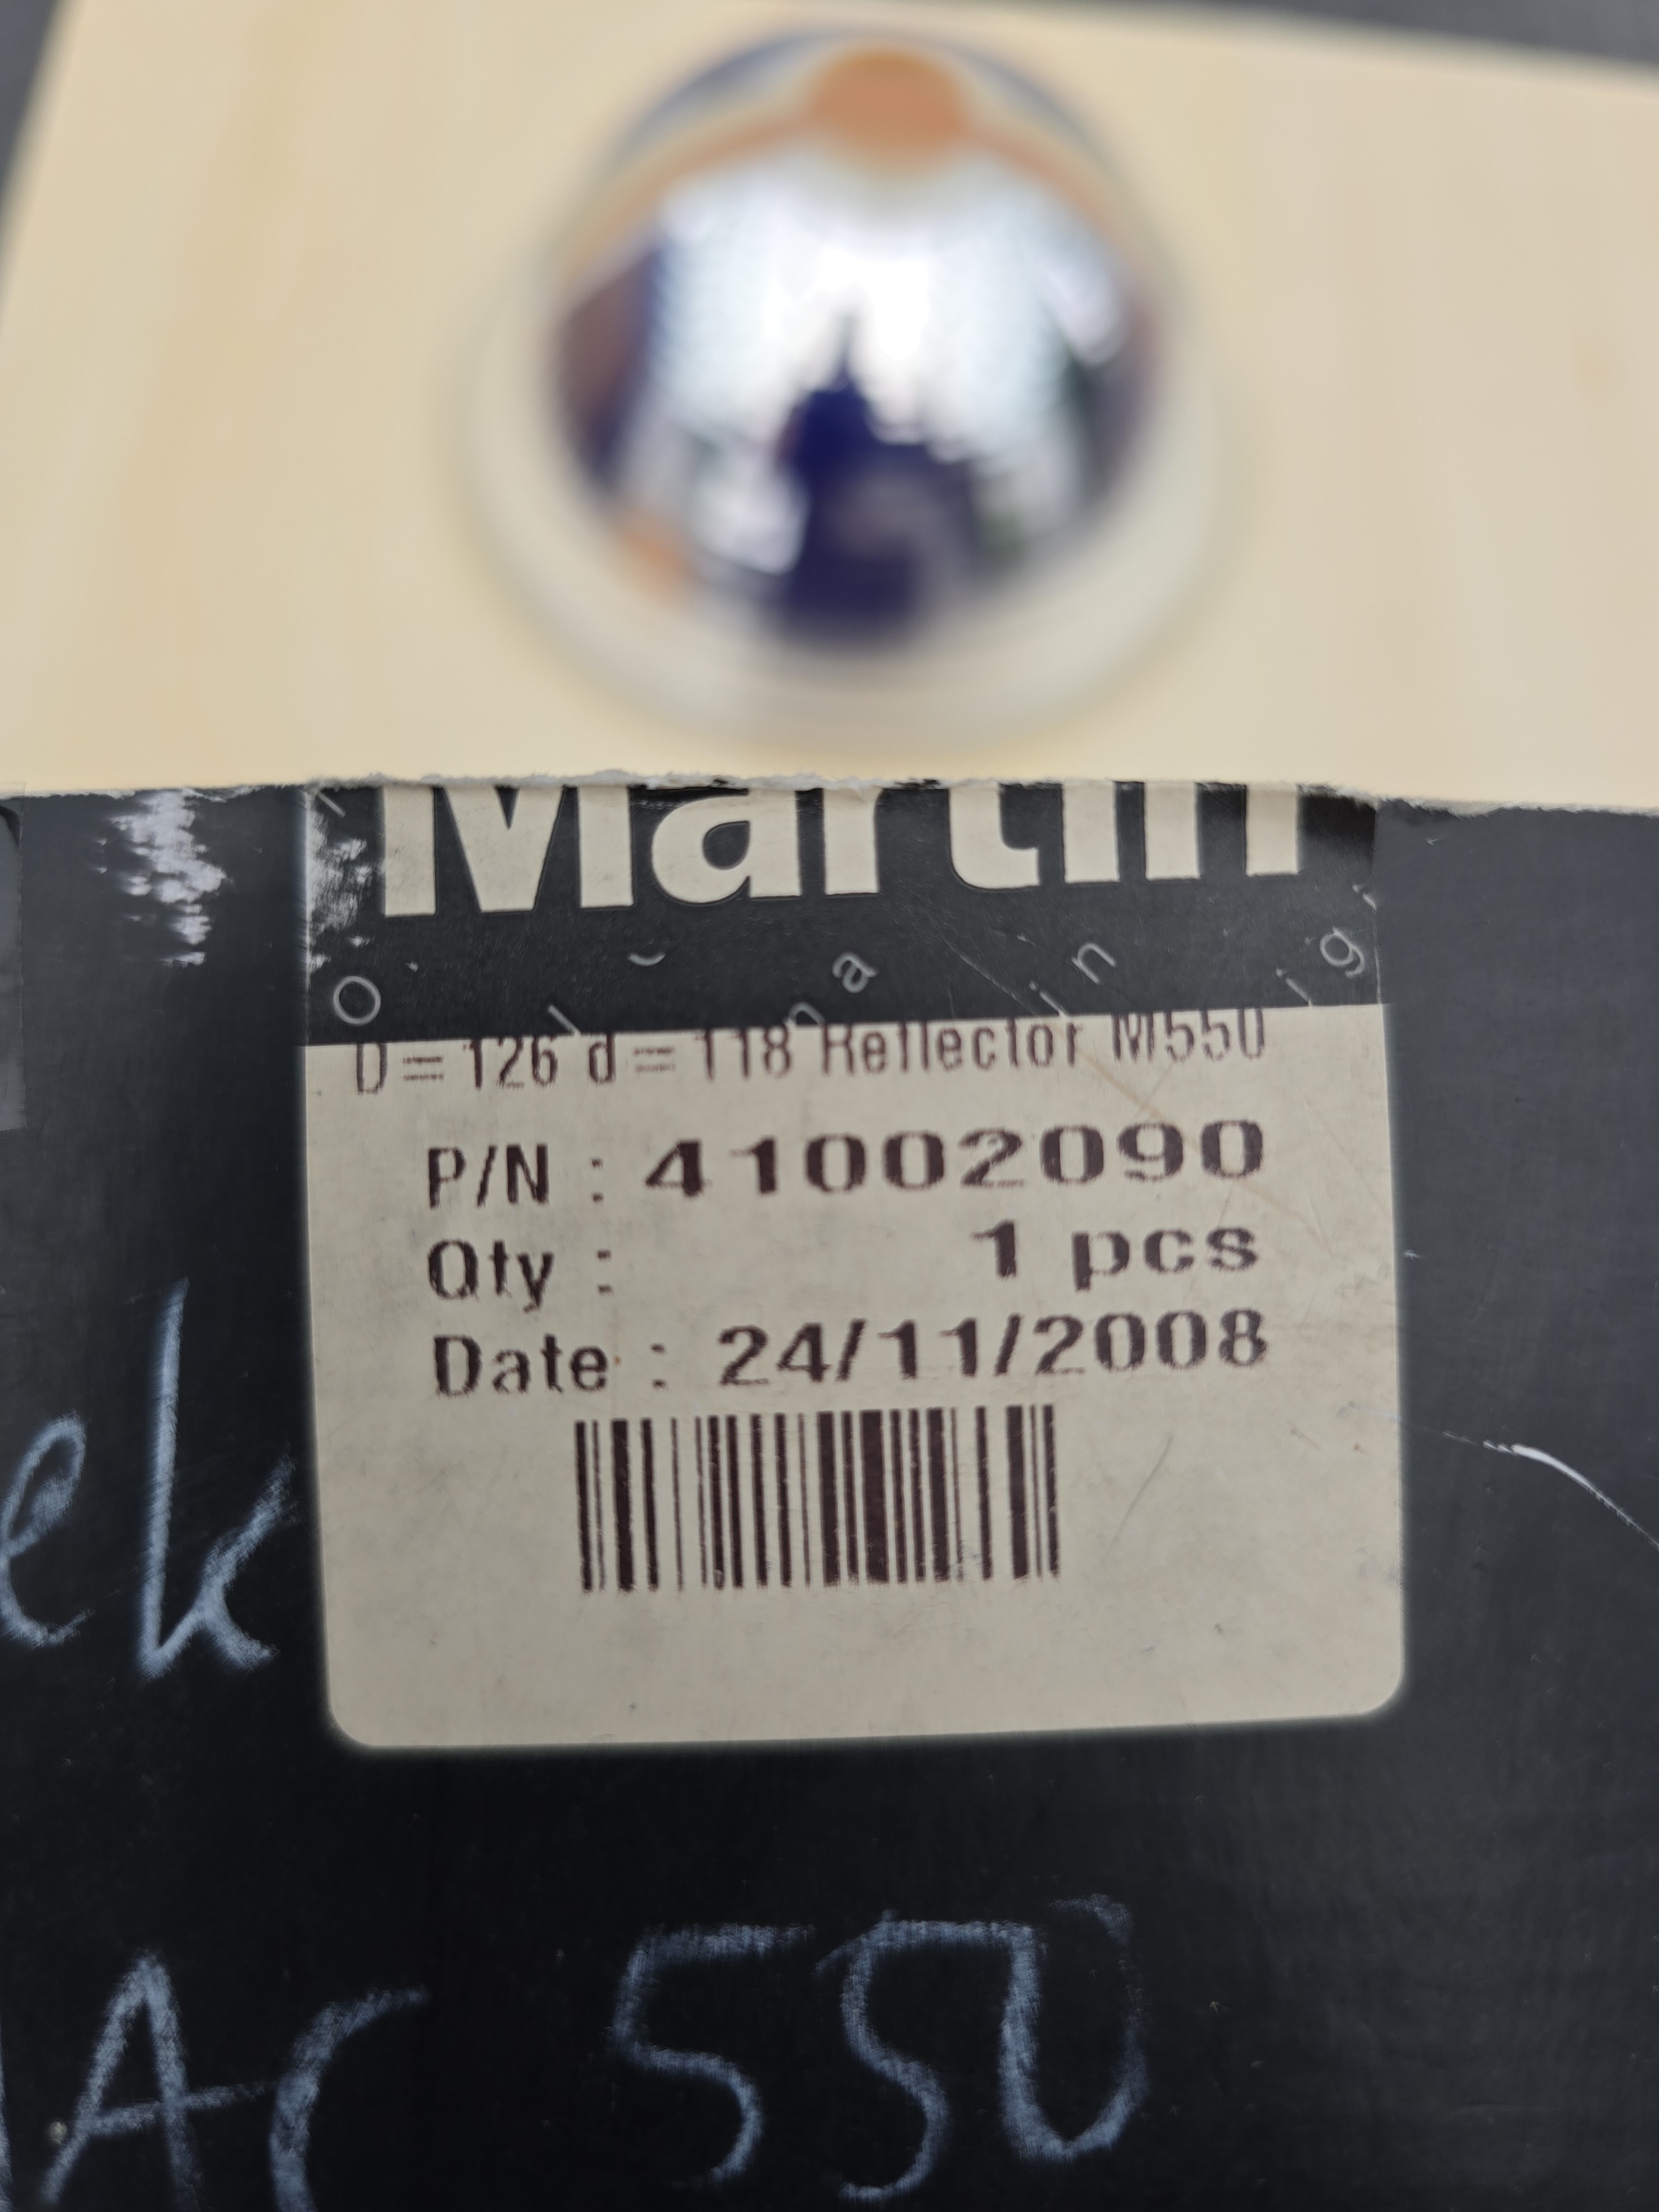 Martin
D = 126 d = 118 Reflector M550
P/N : 41002090
Qty : 1 pcs
Date : 24/11/2008
ek
AC 550